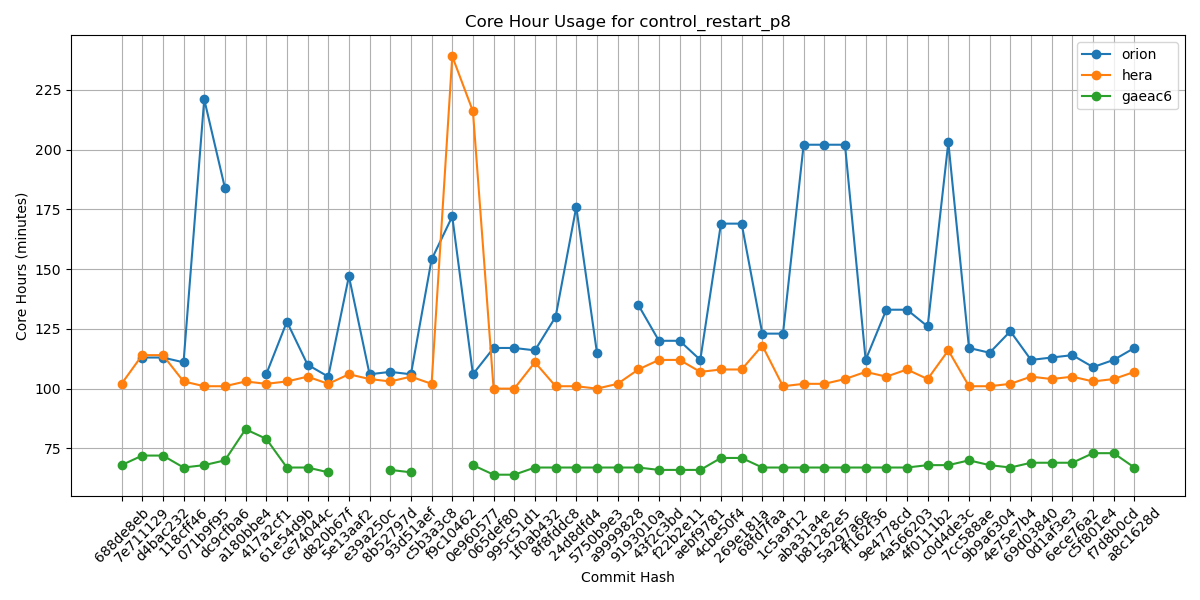 Core Hour Usage for control_restart_p8
orion
hera
gaeac6
225
200
175
150
125
100
75
Core Hours (minutes)
688de8eb
7e711129
d4bac232
118cff46
071b9f95
dc9cfba6
a180bbe4
417a2cf1
61e54d9b
ce74044c
d820b67f
5e13aaf2
e39a250c
8b52797d
93d51aef
c5b3a3c8
f9c10462
0e960577
065def80
995c51d1
1f0ab432
8f8fdfdc8
24d8dfd4
5750b9e3
a9999828
9193010a
43f253bd
f22b2e11
aebf9781
4cbe50f4
269e181a
68fd7faa
1c5a9f12
aba31a4e
b81282e5
5a297a6e
ff162f36
9e4778cd
4a566203
4f011b2
c0d4de3c
7cc588ae
9b9a6304
4e75e7b4
69d03840
0d1af3e3
6ece76a2
c5f801e4
f7d8b0cd
a8c1628d
Commit Hash